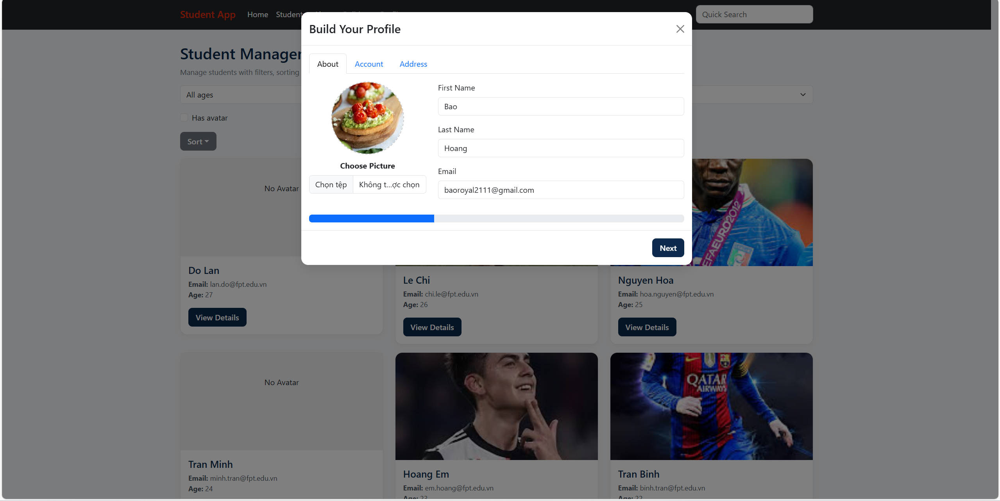 Student App
Home
Student
Quick Search
Build Your Profile
Student Manager
Manage students with filters, sorting
About
Account
Address
All ages
Has avatar
Sort
First Name
Bao
Last Name
Hoang
Choose Picture
Chọn tệp
Không t...ợc chọn
Email
baoroyal2111@gmail.com
Next
No Avatar
EFAEURO2012
Do Lan
Email: lan.do@fpt.edu.vn
Age: 27
View Details
Le Chi
Email: chi.le@fpt.edu.vn
Age: 26
View Details
Nguyen Hoa
Email: hoa.nguyen@fpt.edu.vn
Age: 25
View Details
No Avatar
QATAR
AIRWAYS
Tran Minh
Email: minh.tran@fpt.edu.vn
Age: 24
Hoang Em
Email: em.hoang@fpt.edu.vn
Age: 23
Tran Binh
Email: binh.tran@fpt.edu.vn
Age: 22